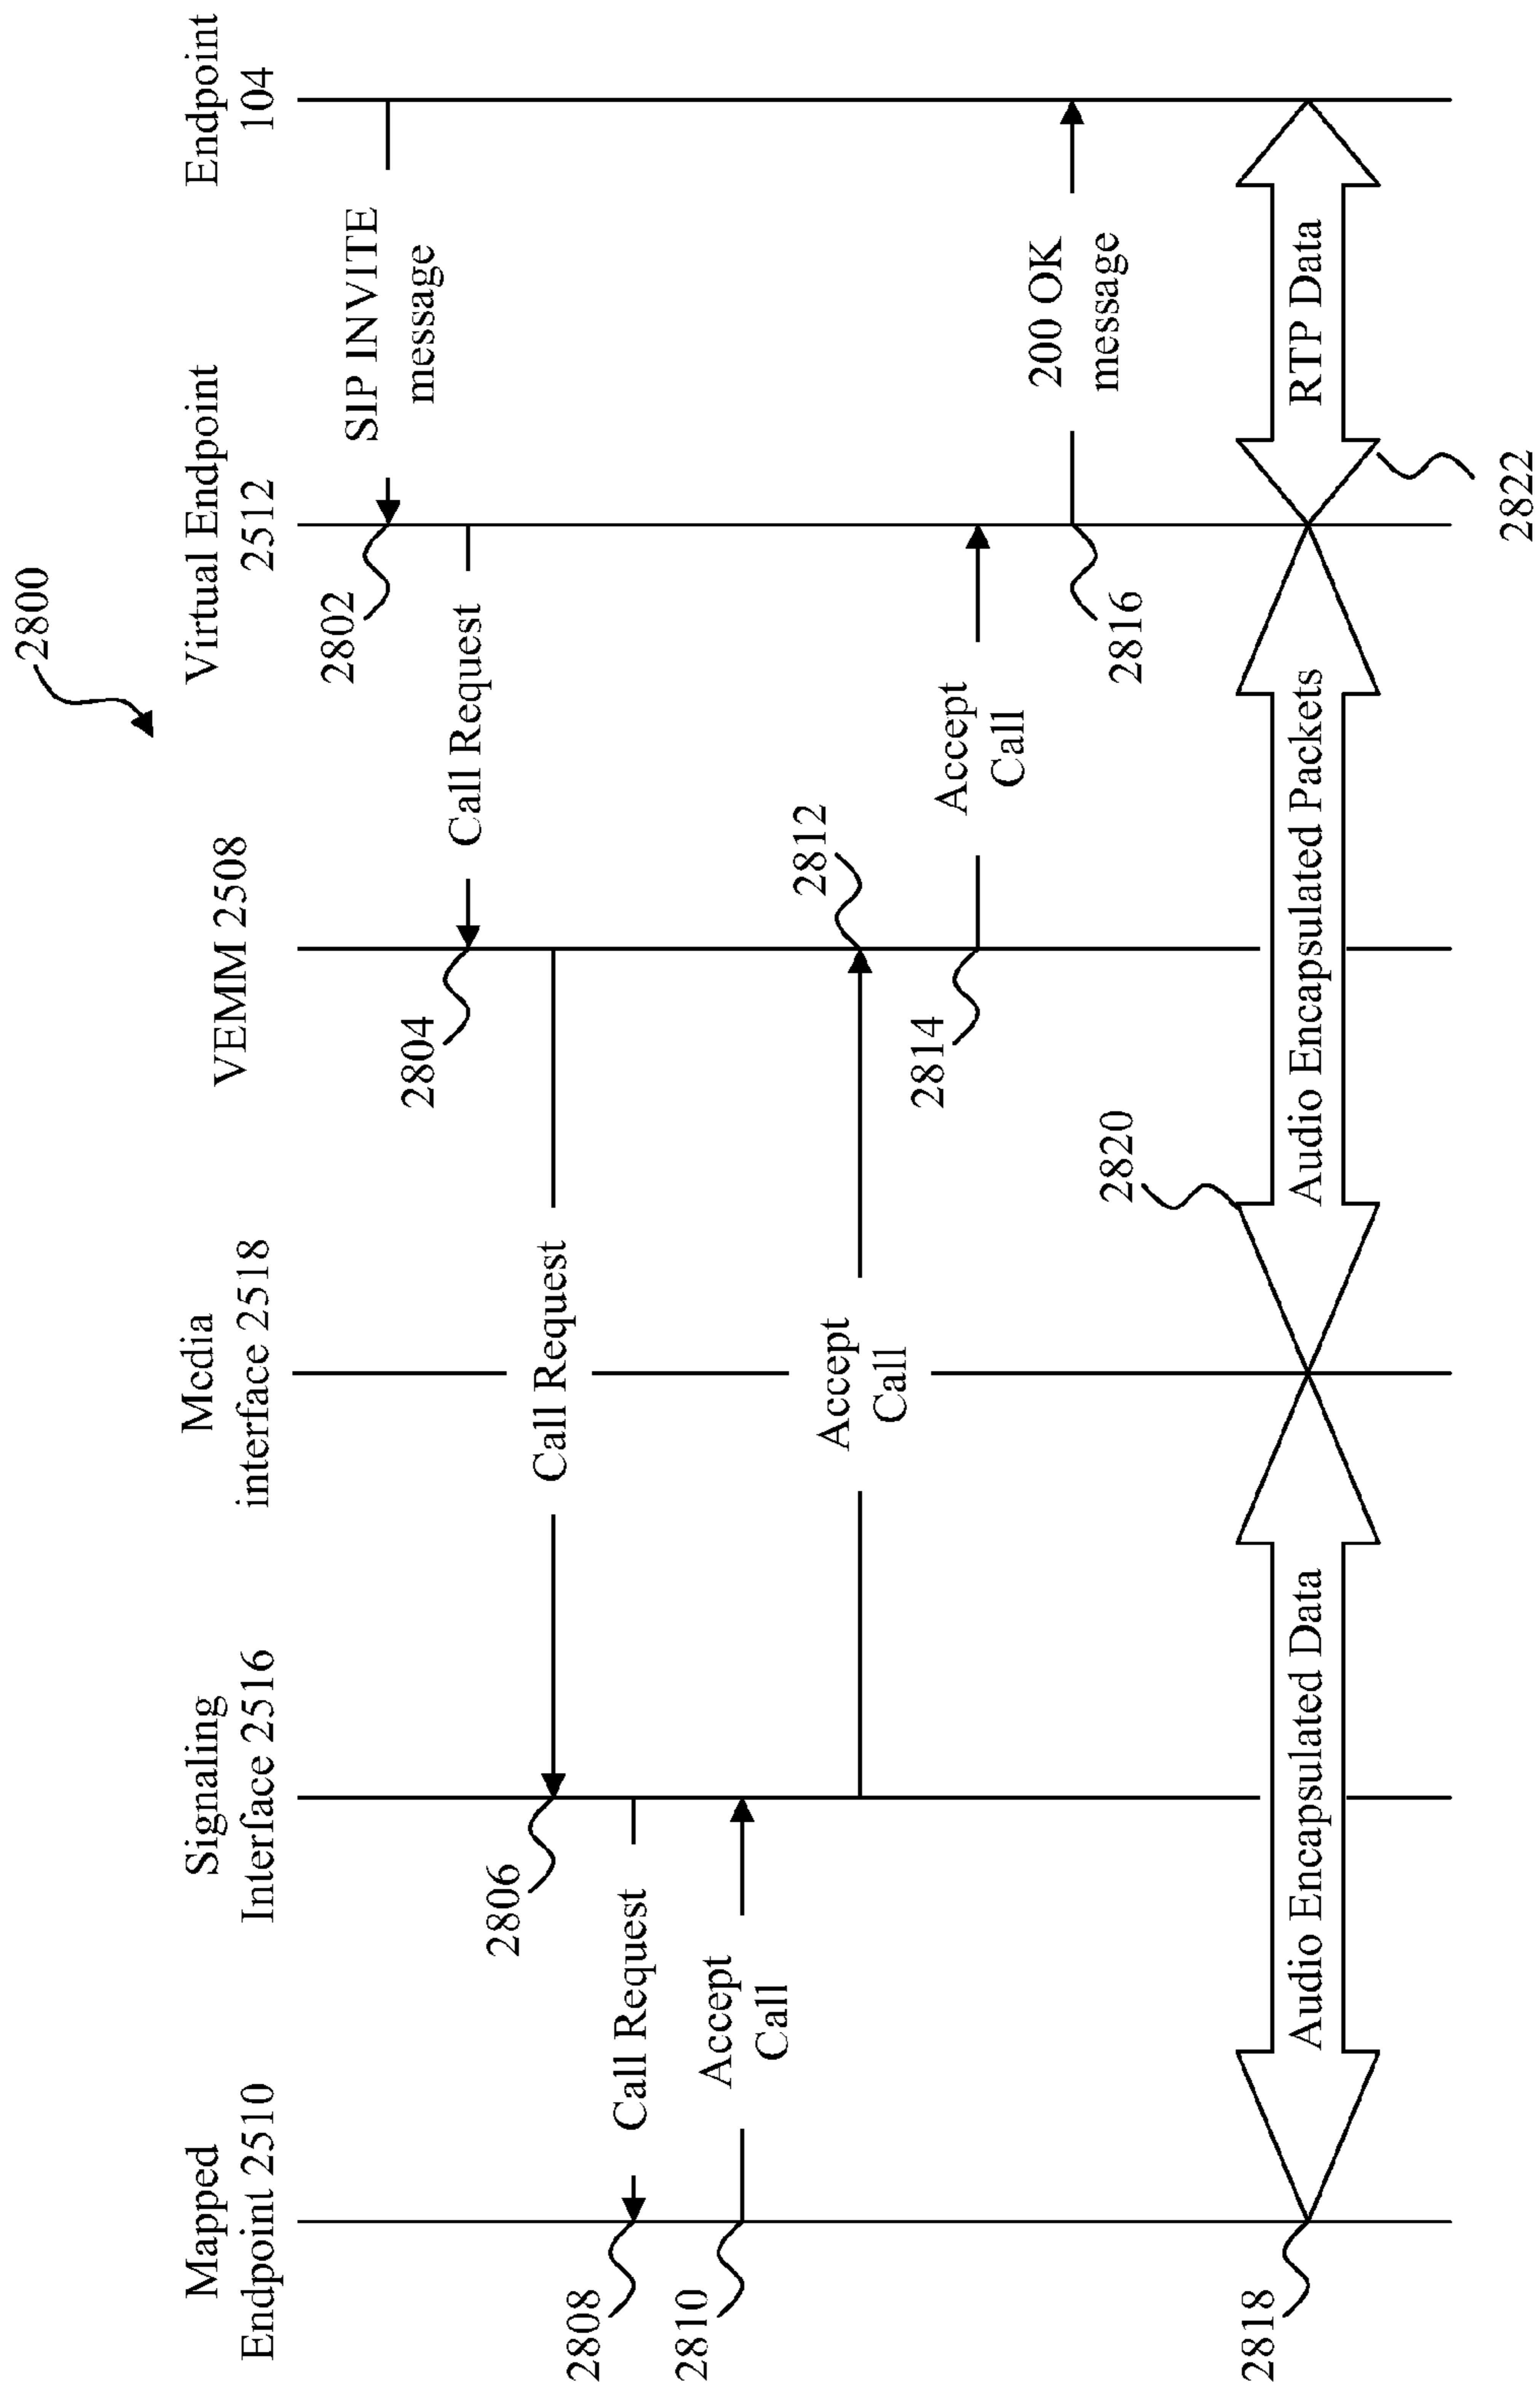 2800
Mapped
Endpoint 2510
Signaling
Interface 2516
Media
interface 2518
VEMM 2508
Virtual Endpoint
2512
Endpoint
104
SIP INVITE
message
2802
Call Request
2804
Call Request
2806
Call Request
2808
Accept
Call
2810
Accept
Call
2812
Accept
Call
2814
200 OK
message
2816
Audio Encapsulated Data
2818
Audio Encapsulated Packets
2820
RTP Data
2822